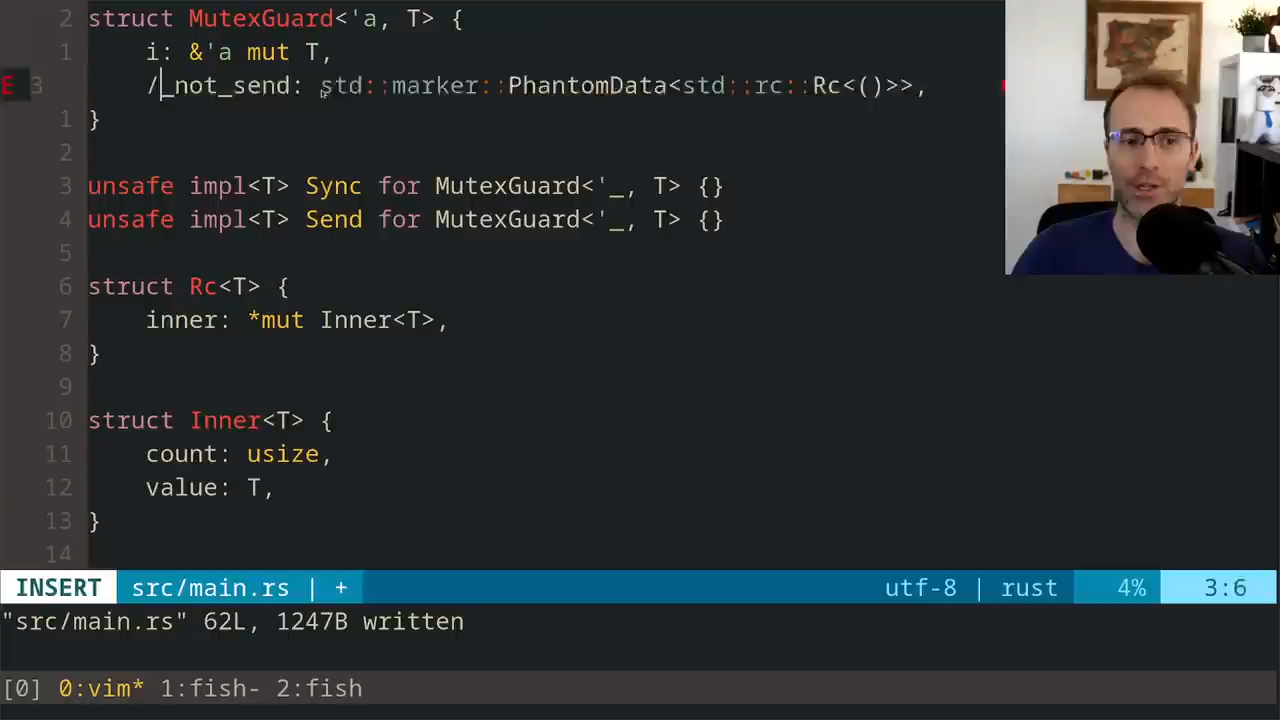 2 struct MutexGuard<'a, T> {
1     i: &'a mut T,
E 3     /_not_send: std::marker::PhantomData<std::rc::Rc<()>>,
1 }
2
3 unsafe impl<T> Sync for MutexGuard<'_, T> {}
4 unsafe impl<T> Send for MutexGuard<'_, T> {}
5
6 struct Rc<T> {
7     inner: *mut Inner<T>,
8 }
9
10 struct Inner<T> {
11     count: usize,
12     value: T,
13 }
14
INSERT src/main.rs | + utf-8 | rust 4% 3:6
"src/main.rs" 62L, 1247B written
[0] 0:vim* 1:fish- 2:fish